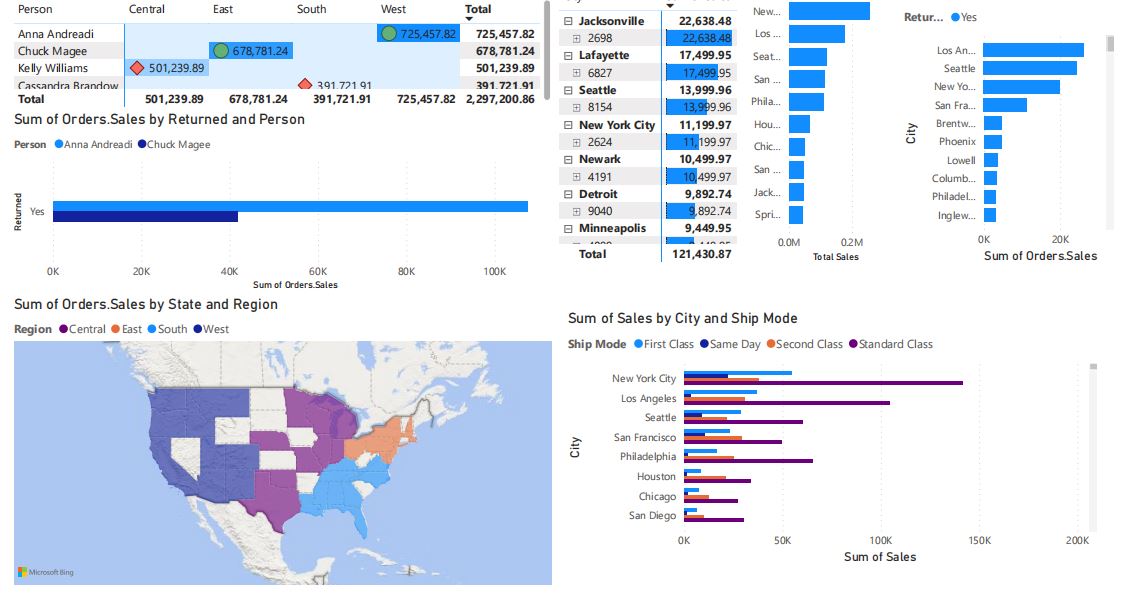 Person Central East South West Total
Anna Andreadi 725,457.82 725,457.82
Chuck Magee 678,781.24 678,781.24
Kelly Williams 501,239.89 501,239.89
Cassandra Brandow 391,721.91 391,721.91
Total 501,239.89 678,781.24 391,721.91 725,457.82 2,297,200.86
Sum of Orders.Sales by Returned and Person
Person Anna Andreadi Chuck Magee
Returned
Yes
0K 20K 40K 60K 80K 100K
Sum of Orders.Sales
Sum of Orders.Sales by State and Region
Region Central East South West
Microsoft Bing
Jacksonville 22,638.48
2698 22,638.48
Lafayette 17,499.95
6827 17,499.95
Seattle 13,999.96
8154 13,999.96
New York City 11,199.97
2624 11,199.97
Newark 10,499.97
4191 10,499.97
Detroit 9,892.74
9040 9,892.74
Minneapolis 9,449.95
Total 121,430.87
New...
Los ...
Seat...
San ...
Phila...
Hou...
Chic...
San ...
Jack...
Spri...
0.0M 0.2M
Total Sales
Retur... Yes
City
Los An...
Seattle
New Yo...
San Fra...
Brentw...
Phoenix
Lowell
Columb...
Philadel...
Inglew...
0K 20K
Sum of Orders.Sales
Sum of Sales by City and Ship Mode
Ship Mode First Class Same Day Second Class Standard Class
City
New York City
Los Angeles
Seattle
San Francisco
Philadelphia
Houston
Chicago
San Diego
0K 50K 100K 150K 200K
Sum of Sales